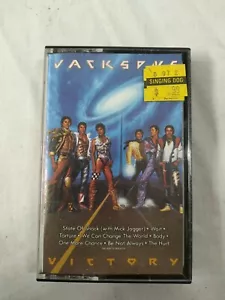 JACKSONS
SINGING DOG
State Of Shock (with Mick Jagger) • Wait •
Torture • We Can Change The World • Body •
One More Chance • Be Not Always • The Hurt
VICTORY